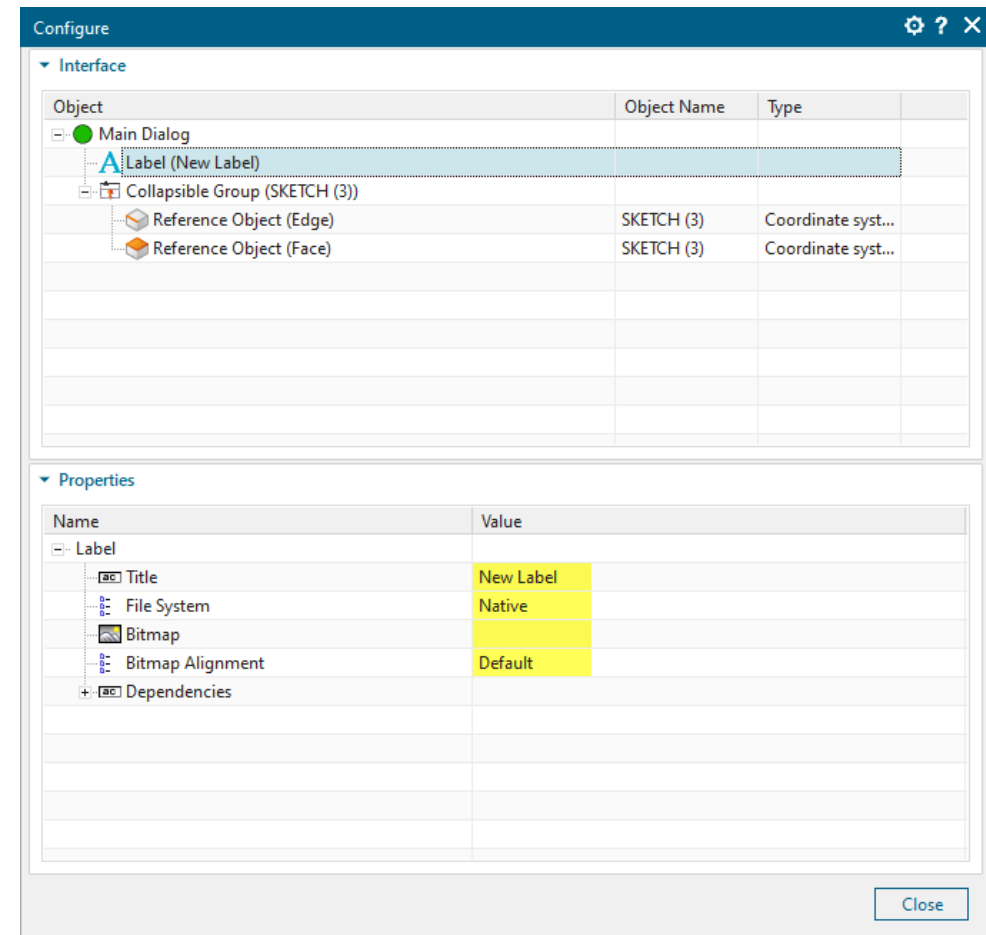 Configure
Interface
Object Object Name Type
Main Dialog
A Label (New Label)
Collapsible Group (SKETCH (3))
Reference Object (Edge) SKETCH (3) Coordinate syst...
Reference Object (Face) SKETCH (3) Coordinate syst...
Properties
Name Value
Label
ac Title New Label
File System Native
Bitmap
Bitmap Alignment Default
ac Dependencies
Close